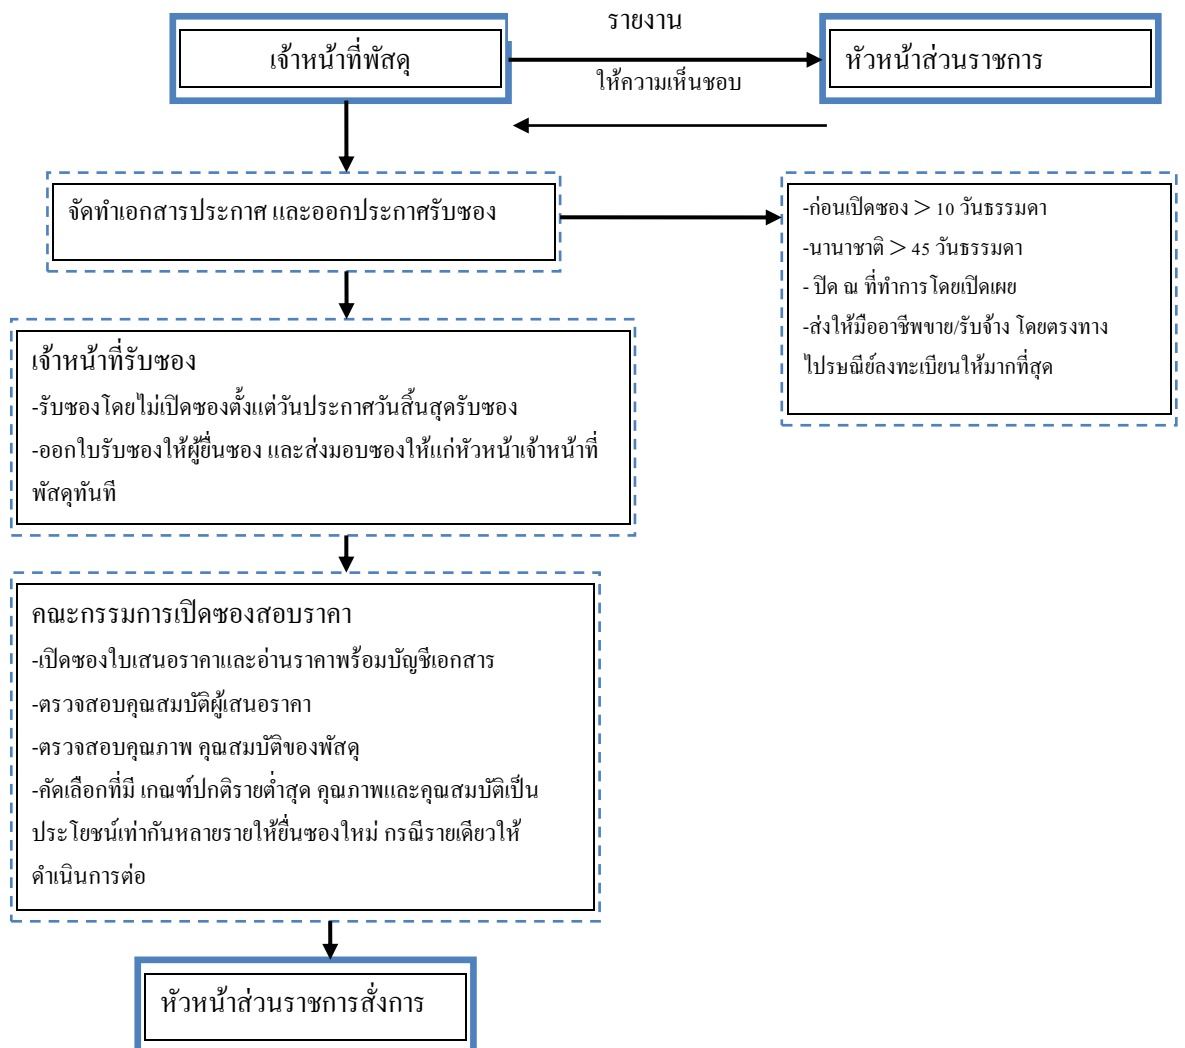 รายงาน
เจ้าหน้าที่พัสดุ
หัวหน้าส่วนราชการ
ให้ความเห็นชอบ
จัดทำเอกสารประกาศ และออกประกาศรับซอง
-ก่อนเปิดซอง > 10 วันธรรมดา
-นานาชาติ > 45 วันธรรมดา
- ปิด ณ ที่ทำการโดยเปิดเผย
-ส่งให้มืออาชีพขาย/รับจ้าง โดยตรงทาง
ไปรษณีย์ลงทะเบียนให้มากที่สุด
เจ้าหน้าที่รับซอง
-รับซองโดยไม่เปิดซองตั้งแต่วันประกาศวันสิ้นสุดรับซอง
-ออกใบรับซองให้ผู้ยื่นซอง และส่งมอบซองให้แก่หัวหน้าเจ้าหน้าที่
พัสดุทันที
คณะกรรมการเปิดซองสอบราคา
-เปิดซองใบเสนอราคาและอ่านราคาพร้อมบัญชีเอกสาร
-ตรวจสอบคุณสมบัติผู้เสนอราคา
-ตรวจสอบคุณภาพ คุณสมบัติของพัสดุ
-คัดเลือกที่มี เกณฑ์ปกติรายต่ำสุด คุณภาพและคุณสมบัติเป็น
ประโยชน์เท่ากันหลายรายให้ยื่นซองใหม่ กรณีรายเดียวให้
ดำเนินการต่อ
หัวหน้าส่วนราชการสั่งการ